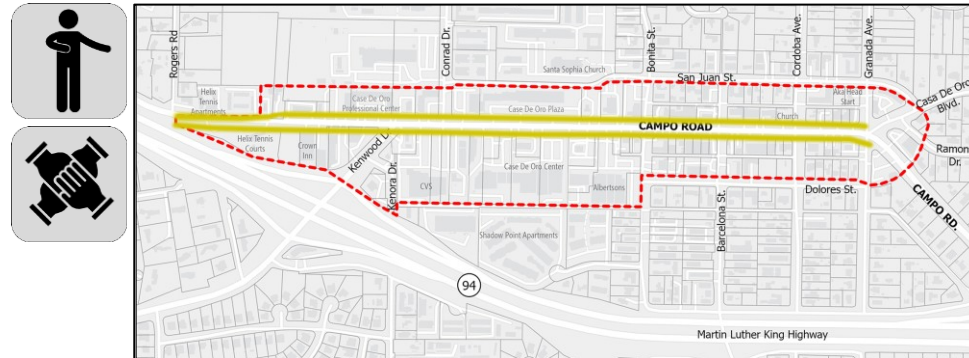 Rogers Rd
Conrad Dr.
Bonita St.
Cordoba Ave.
Granada Ave.
Santa Sophia Church
San Juan St.
Helix
Tennis
Apartments
Casa De Oro
Professional Center
Casa De Oro Plaza
Head
Start
Casa De Oro
Blvd.
Church
CAMPO ROAD
Helix Tennis
Courts
Crown
Inn
Kenwood D
Casa De Oro Center
Ramon
Dr.
Kenora Dr.
CVS
Albertsons
Dolores St.
Barcelona St.
CAMPO RD.
Shadow Point Apartments
94
Martin Luther King Highway